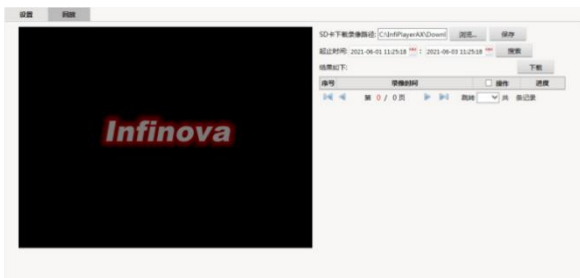 设置 回放
SD卡下载录像路径: C:\InfiPlayerAX\Downl 浏览... 保存
起止时间: 2021-06-01 11:25:18 : 2021-06-03 11:25:18 搜索
结果如下: 下载
序号 录像时间 操作 进度
第 0 / 0 页 跳转 共 条记录
Infinova